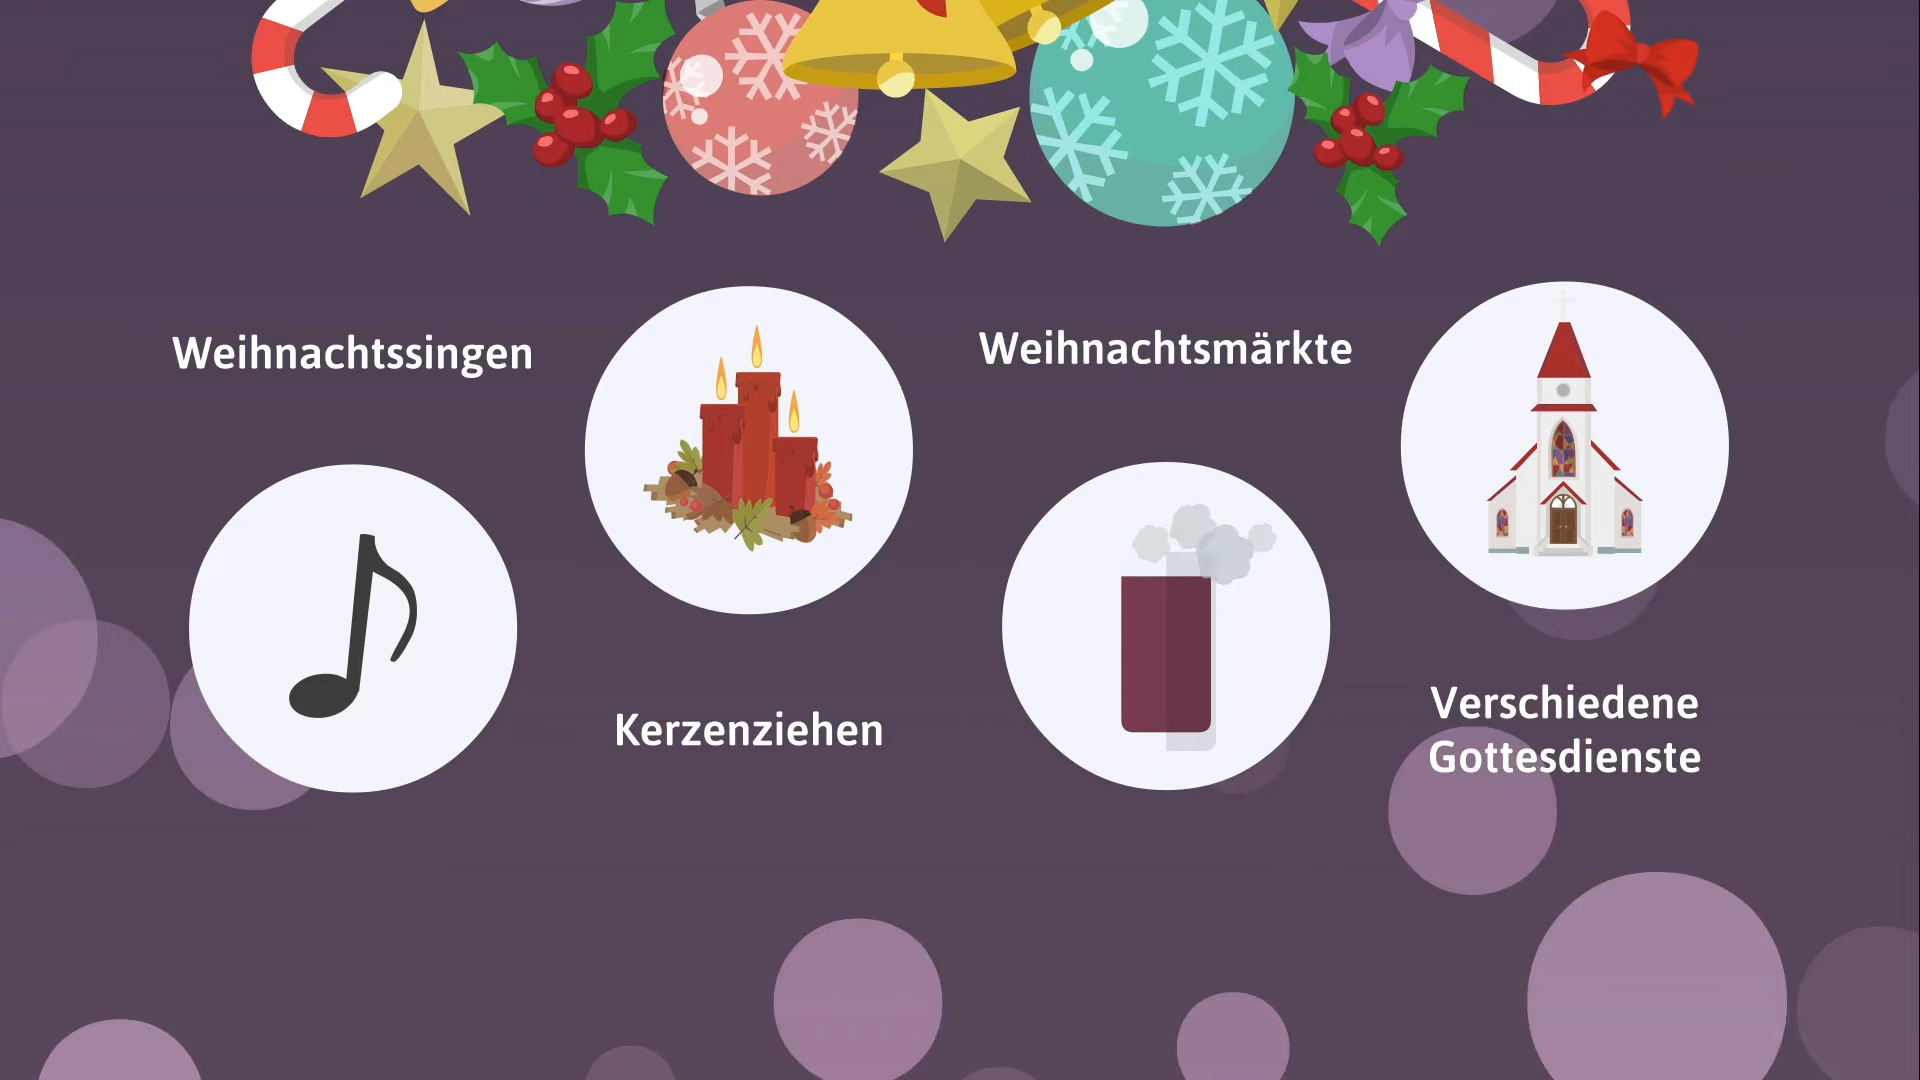 Weihnachtssingen
Kerzenziehen
Weihnachtsmärkte
Verschiedene
Gottesdienste